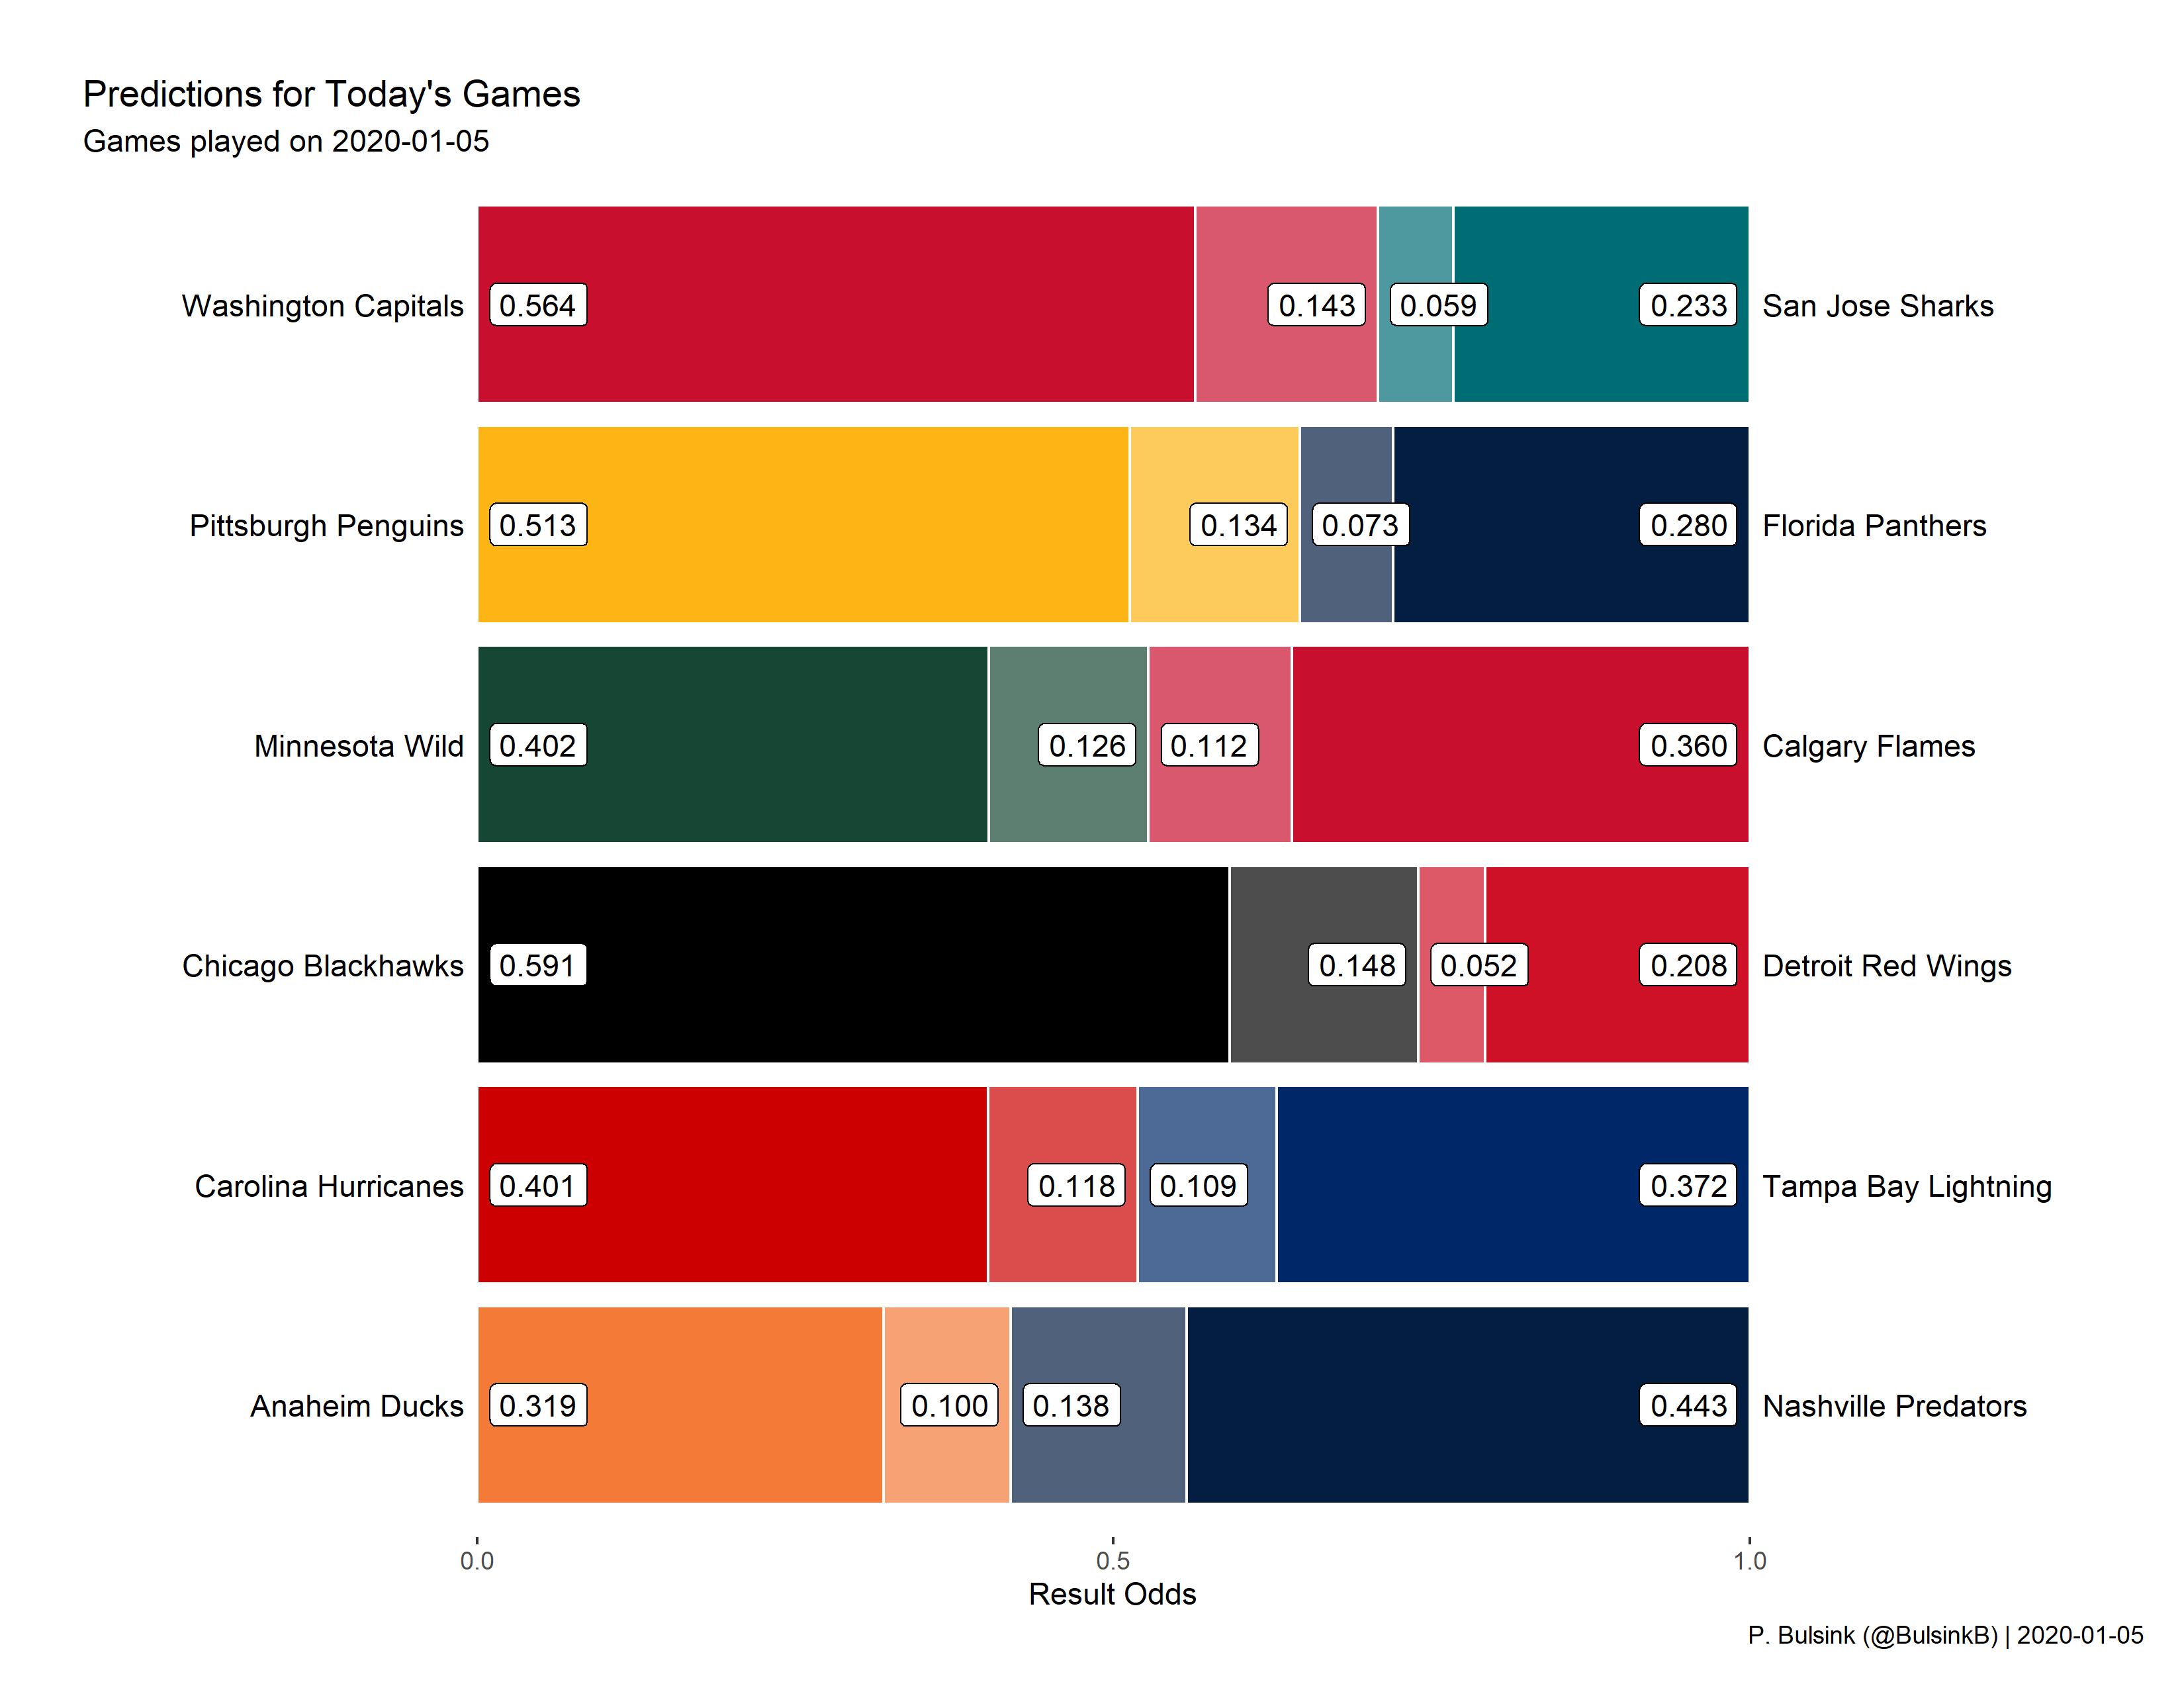 Predictions for Today's Games
Games played on 2020-01-05
Washington Capitals 0.564 0.143 0.059 0.233 San Jose Sharks
Pittsburgh Penguins 0.513 0.134 0.073 0.280 Florida Panthers
Minnesota Wild 0.402 0.126 0.112 0.360 Calgary Flames
Chicago Blackhawks 0.591 0.148 0.052 0.208 Detroit Red Wings
Carolina Hurricanes 0.401 0.118 0.109 0.372 Tampa Bay Lightning
Anaheim Ducks 0.319 0.100 0.138 0.443 Nashville Predators
0.0 0.5 1.0
Result Odds
P. Bulsink (@BulsinkB) | 2020-01-05